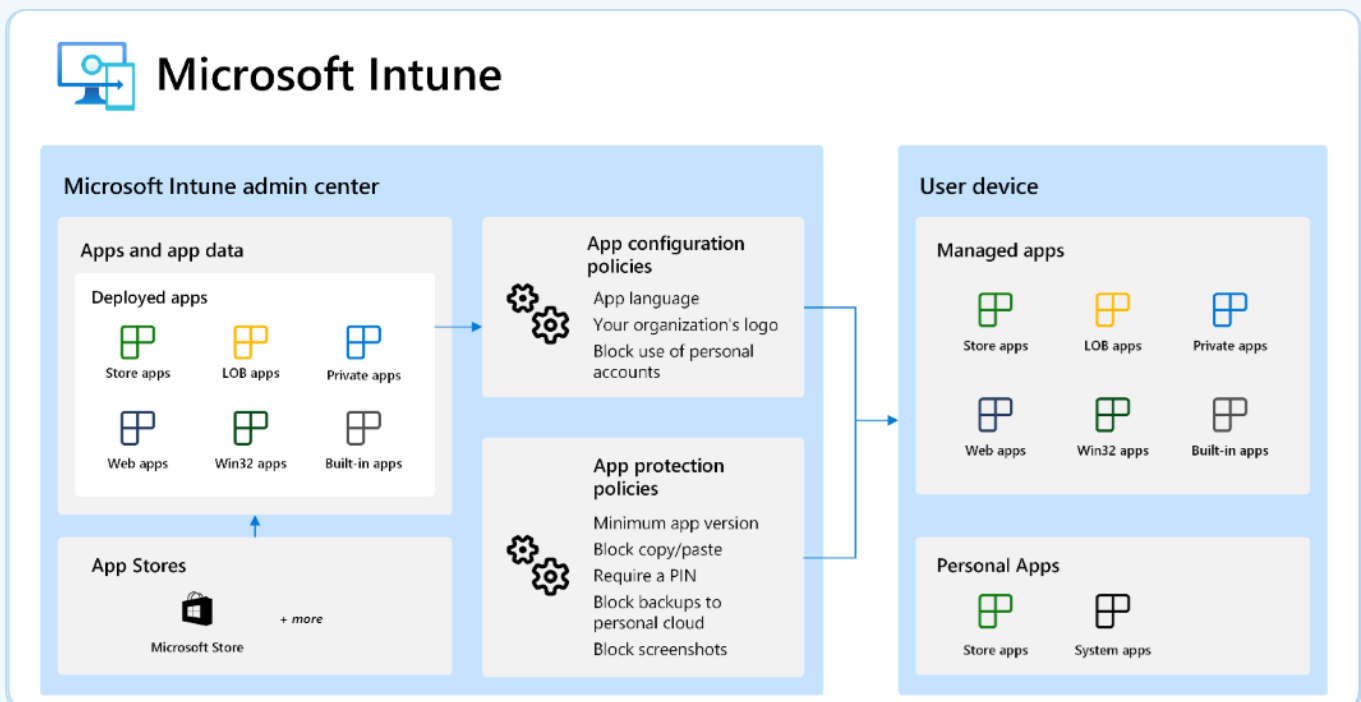 Microsoft Intune
Microsoft Intune admin center
Apps and app data
Deployed apps
Store apps
LOB apps
Private apps
Web apps
Win32 apps
Built-in apps
App Stores
+ more
Microsoft Store
App configuration
policies
App language
Your organization's logo
Block use of personal
accounts
App protection
policies
Minimum app version
Block copy/paste
Require a PIN
Block backups to
personal cloud
Block screenshots
User device
Managed apps
Store apps
LOB apps
Private apps
Web apps
Win32 apps
Built-in apps
Personal Apps
Store apps
System apps